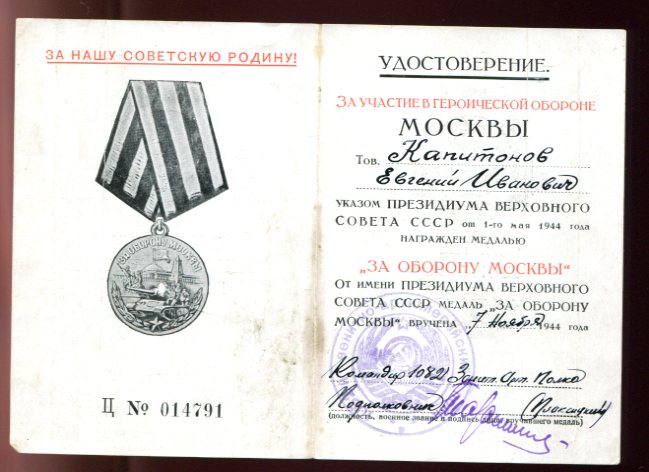 ЗА НАШУ СОВЕТСКУЮ РОДИНУ!
ЗА ОБОРОНУ МОСКВЫ
Ц № 014791
УДОСТОВЕРЕНИЕ.
ЗА УЧАСТИЕ В ГЕРОИЧЕСКОЙ ОБОРОНЕ
МОСКВЫ
Тов. Капитонов
Евгений Иванович
УКАЗОМ ПРЕЗИДИУМА ВЕРХОВНОГО
СОВЕТА СССР от 1-го мая 1944 года
НАГРАЖДЕН МЕДАЛЬЮ
„ЗА ОБОРОНУ МОСКВЫ“
От имени ПРЕЗИДИУМА ВЕРХОВНОГО
СОВЕТА СССР МЕДАЛЬ „ЗА ОБОРОНУ
МОСКВЫ“ ВРУЧЕНА „7 Ноября 1944 года
Командир 1082 Зенит. Арт. Полка
Подполковник
(должность, военное звание и подпись лица вручившего медаль)